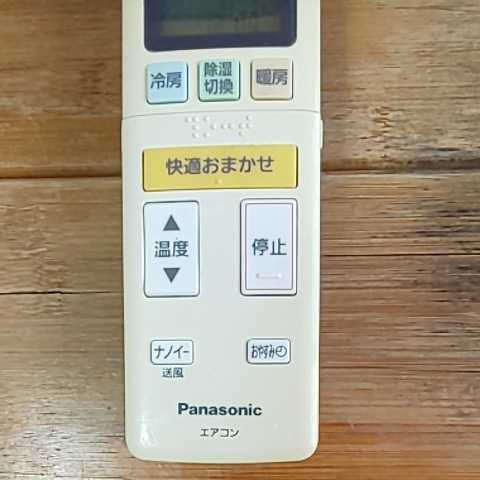 冷房
除湿
切換
暖房
快適おまかせ
温度
停止
ナノイー
送風
おやすみ
Panasonic
エアコン